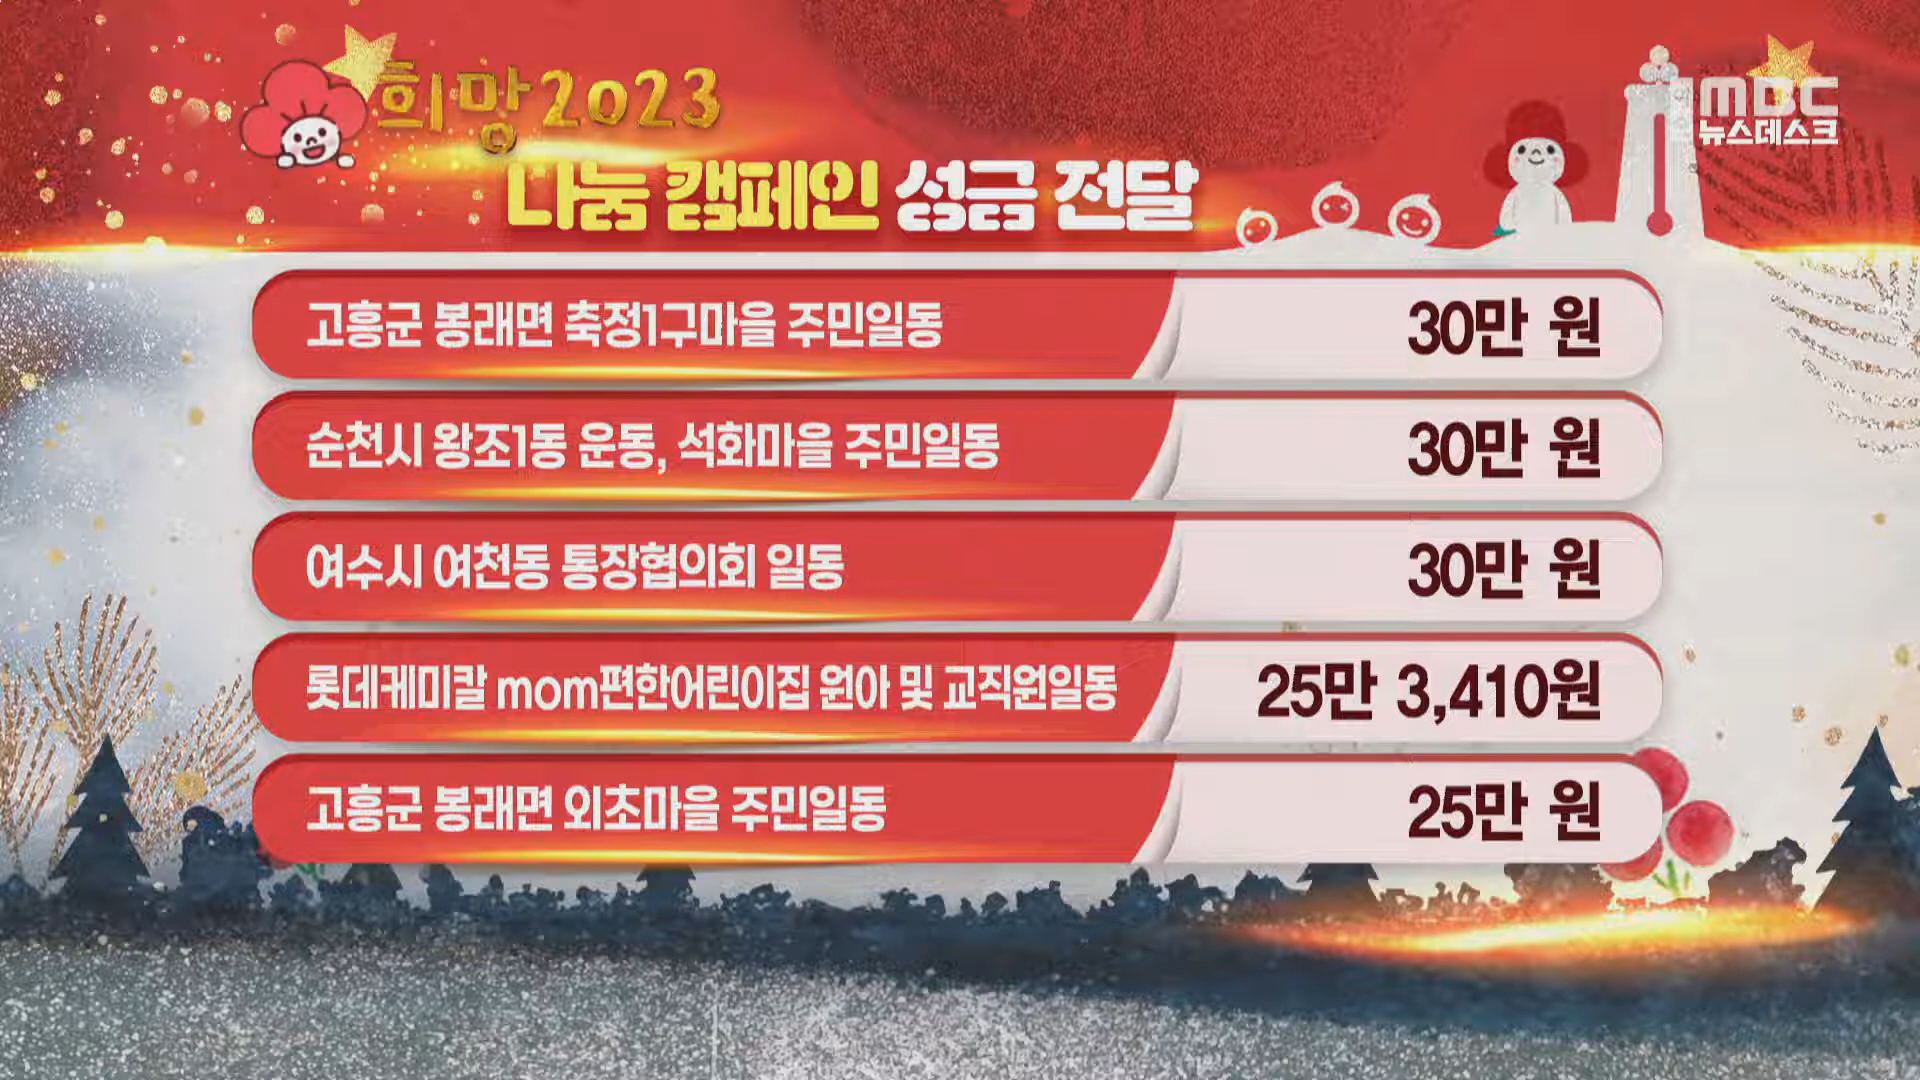 희망2023
MBC
뉴스데스크
나눔 캠페인 성금 전달
고흥군 봉래면 축정1구마을 주민일동 30만 원
순천시 왕조1동 운동, 석화마을 주민일동 30만 원
여수시 여천동 통장협의회 일동 30만 원
롯데케미칼 mom편한어린이집 원아 및 교직원일동 25만 3,410원
고흥군 봉래면 외초마을 주민일동 25만 원